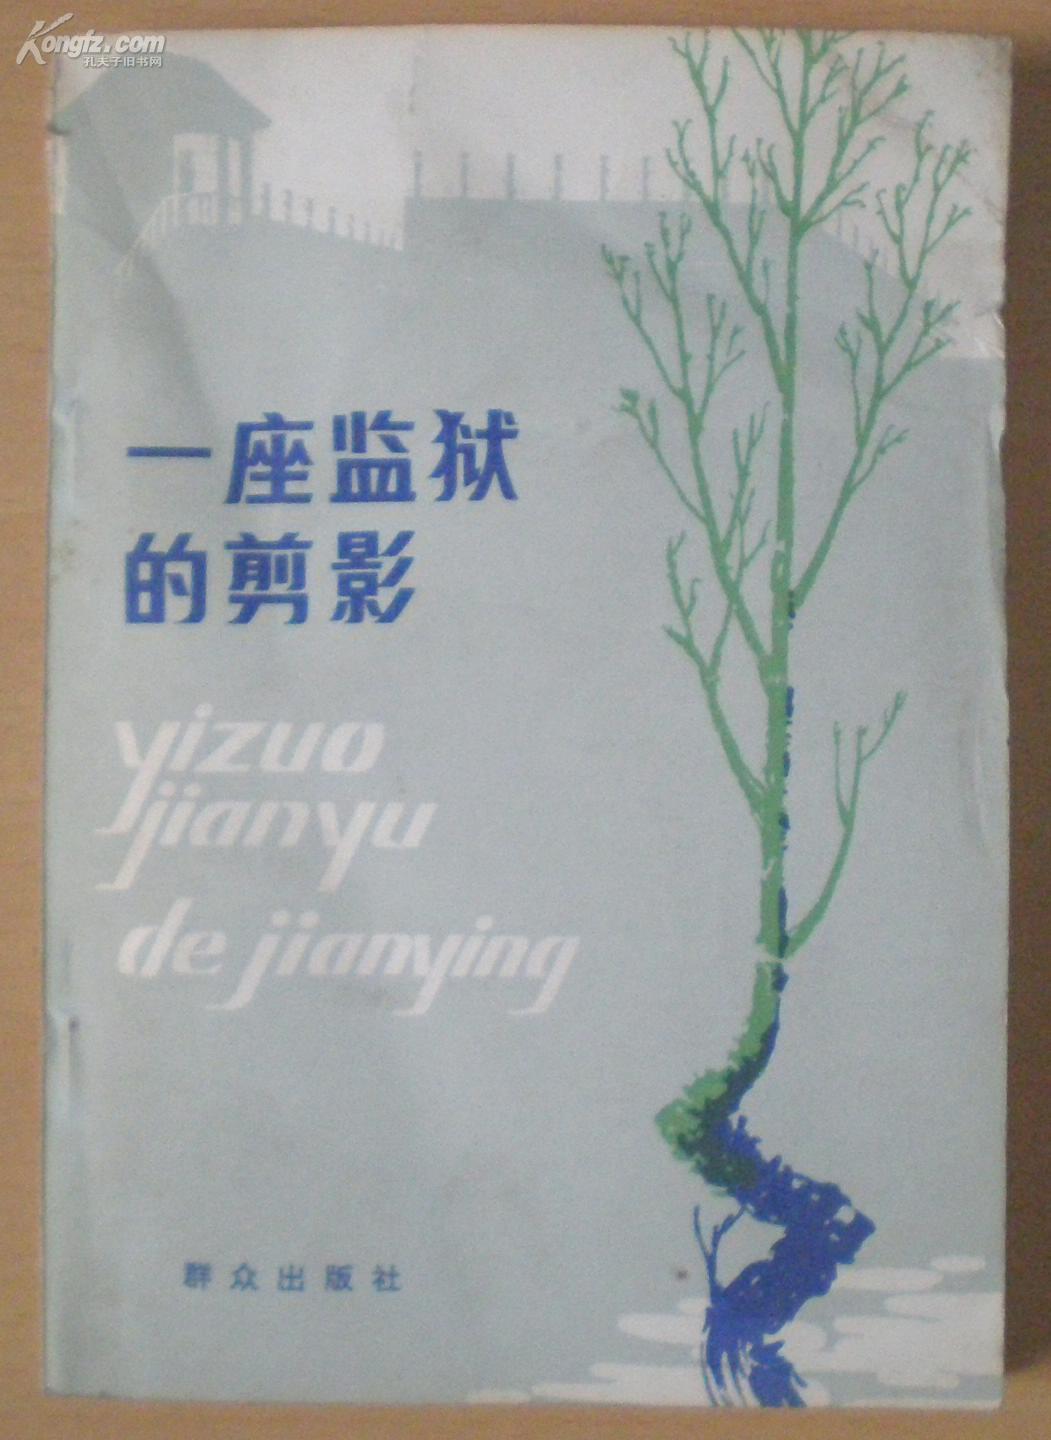 Kongfz.com
孔夫子旧书网
一座监狱
的剪影
yizuo
jianyu
de jianying
群众出版社